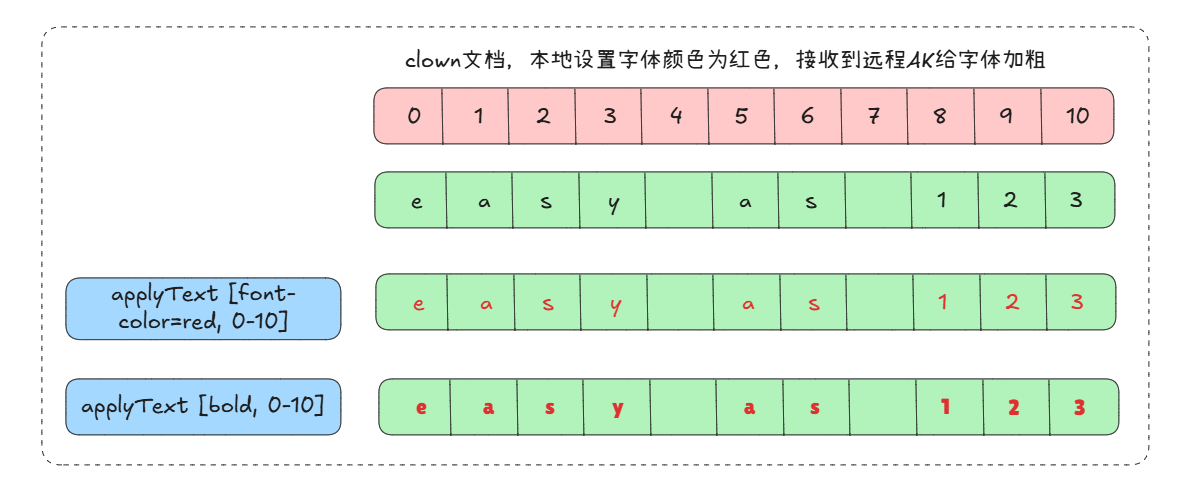 clown文档，本地设置字体颜色为红色，接收到远程AK给字体加粗
0 1 2 3 4 5 6 7 8 9 10
e a s y a s 1 2 3
applyText [font-
color=red, 0-10]
e a s y a s 1 2 3
applyText [bold, 0-10]
e a s y a s 1 2 3